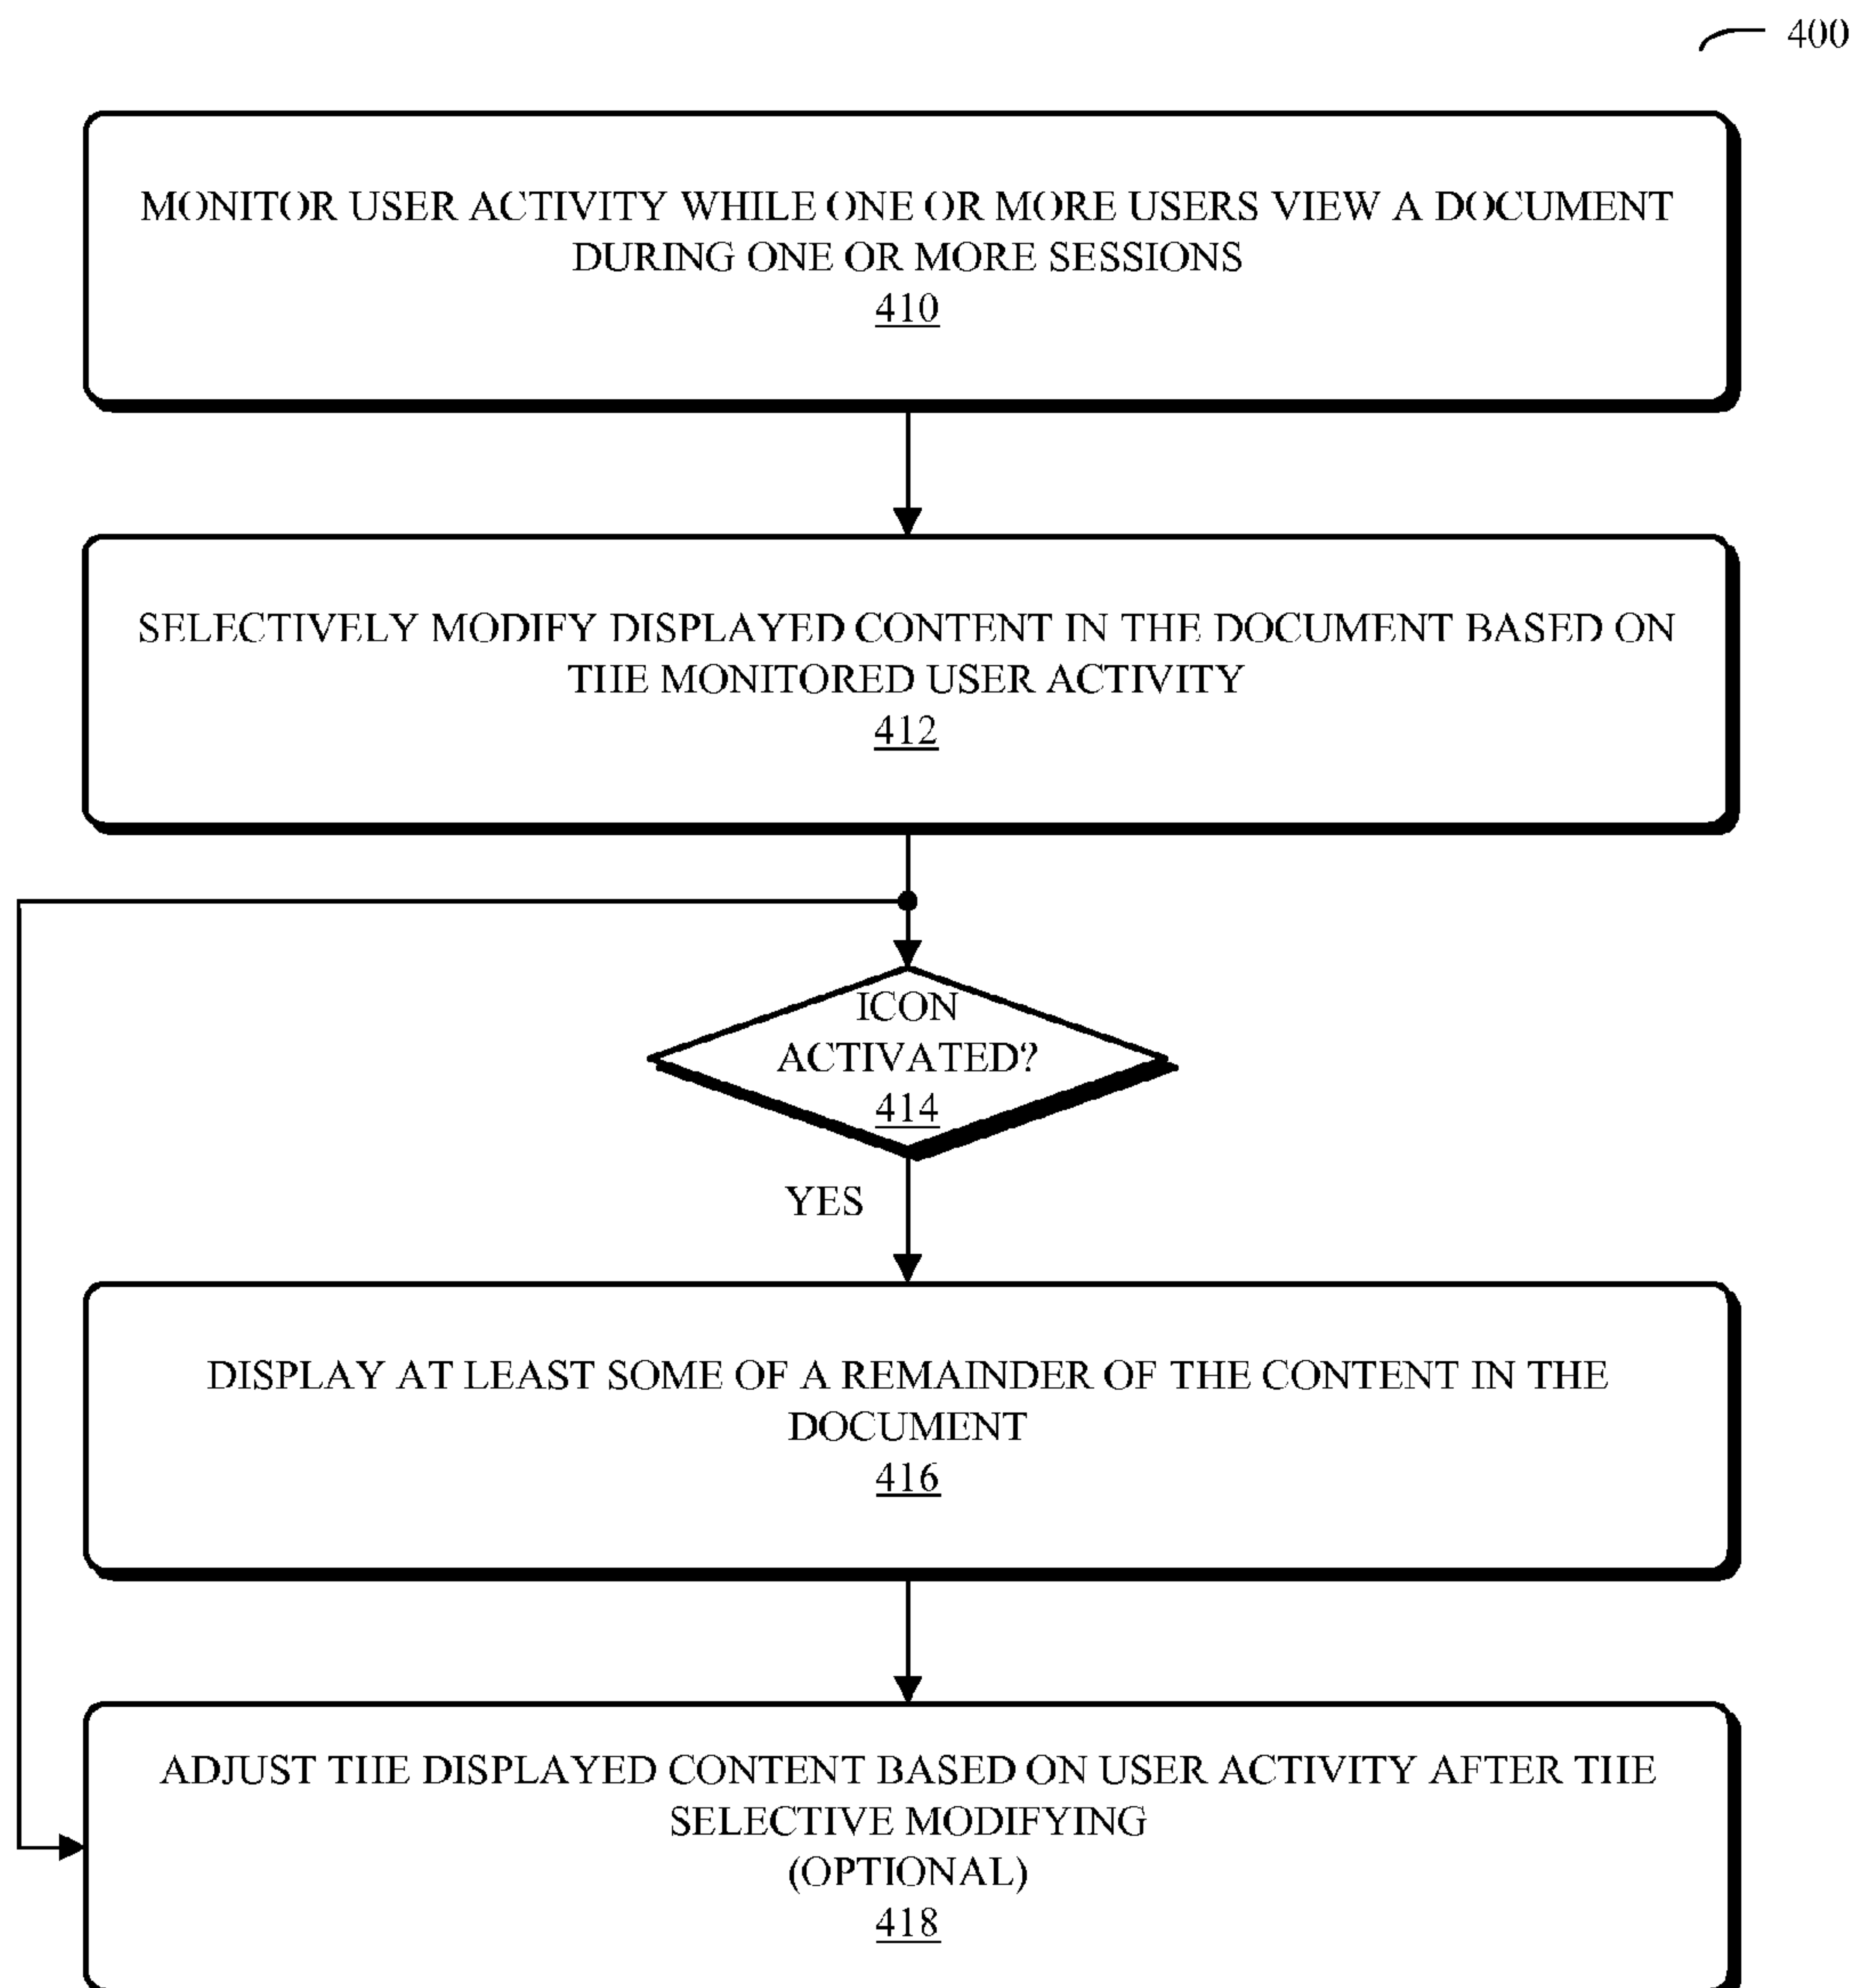 400
MONITOR USER ACTIVITY WHILE ONE OR MORE USERS VIEW A DOCUMENT
DURING ONE OR MORE SESSIONS
410
SELECTIVELY MODIFY DISPLAYED CONTENT IN THE DOCUMENT BASED ON
THE MONITORED USER ACTIVITY
412
ICON
ACTIVATED?
414
YES
DISPLAY AT LEAST SOME OF A REMAINDER OF THE CONTENT IN THE
DOCUMENT
416
ADJUST THE DISPLAYED CONTENT BASED ON USER ACTIVITY AFTER THE
SELECTIVE MODIFYING
(OPTIONAL)
418